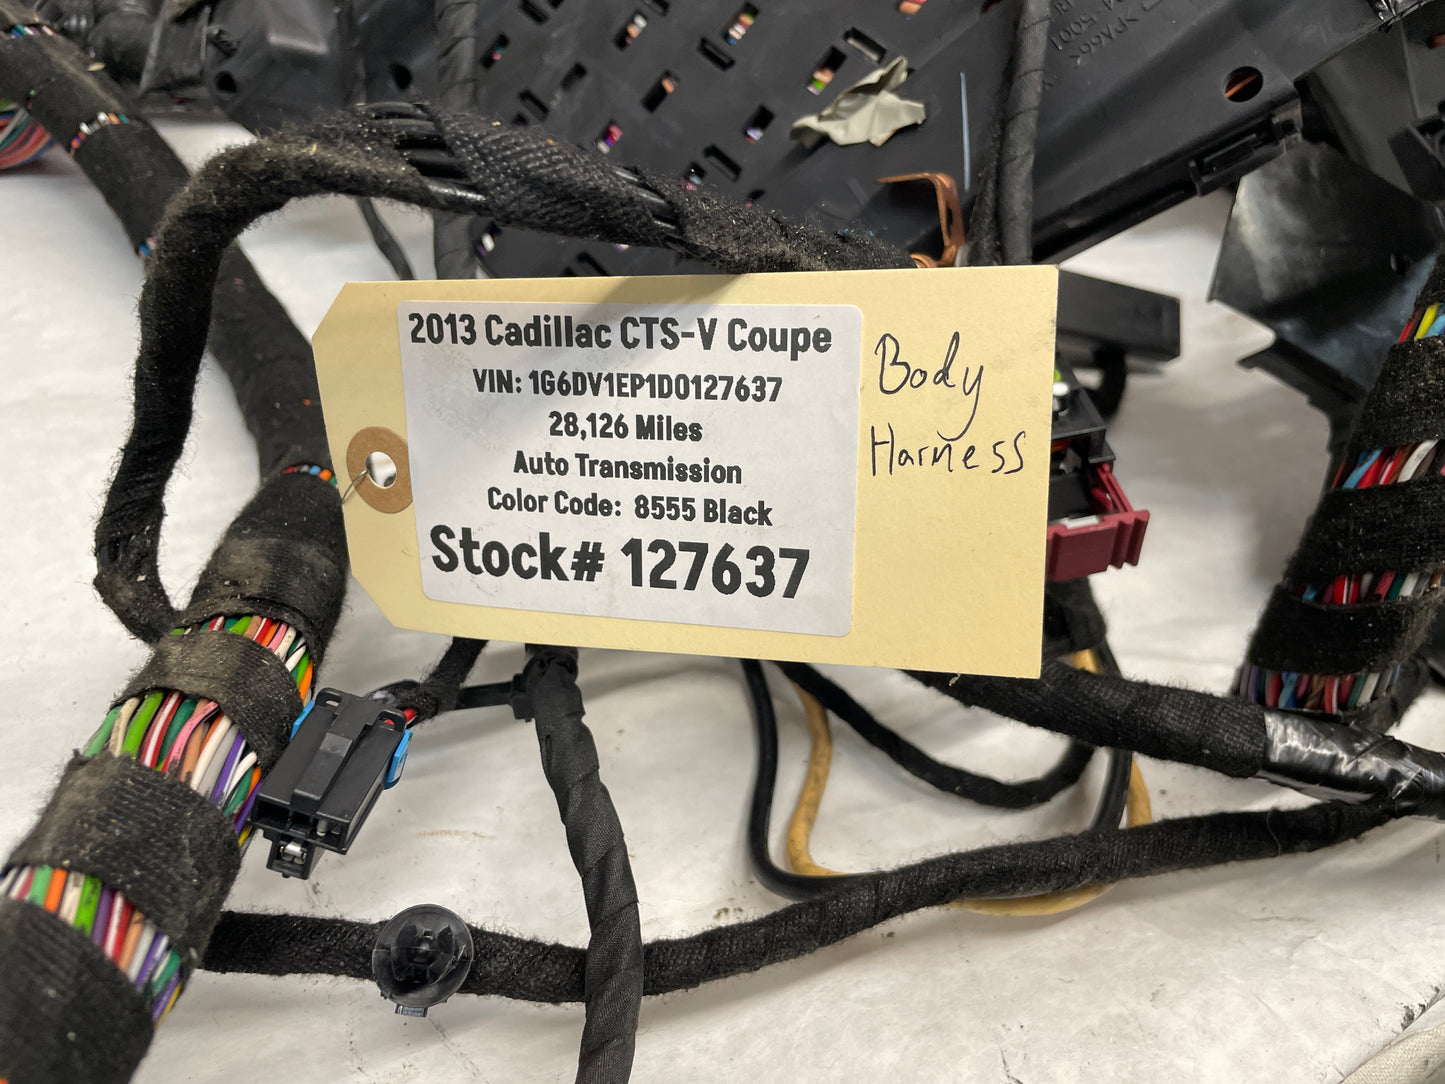 2013 Cadillac CTS-V Coupe
VIN: 1G6DV1EP1D0127637
28,126 Miles
Auto Transmission
Color Code: 8555 Black
Stock# 127637
Body
Harness